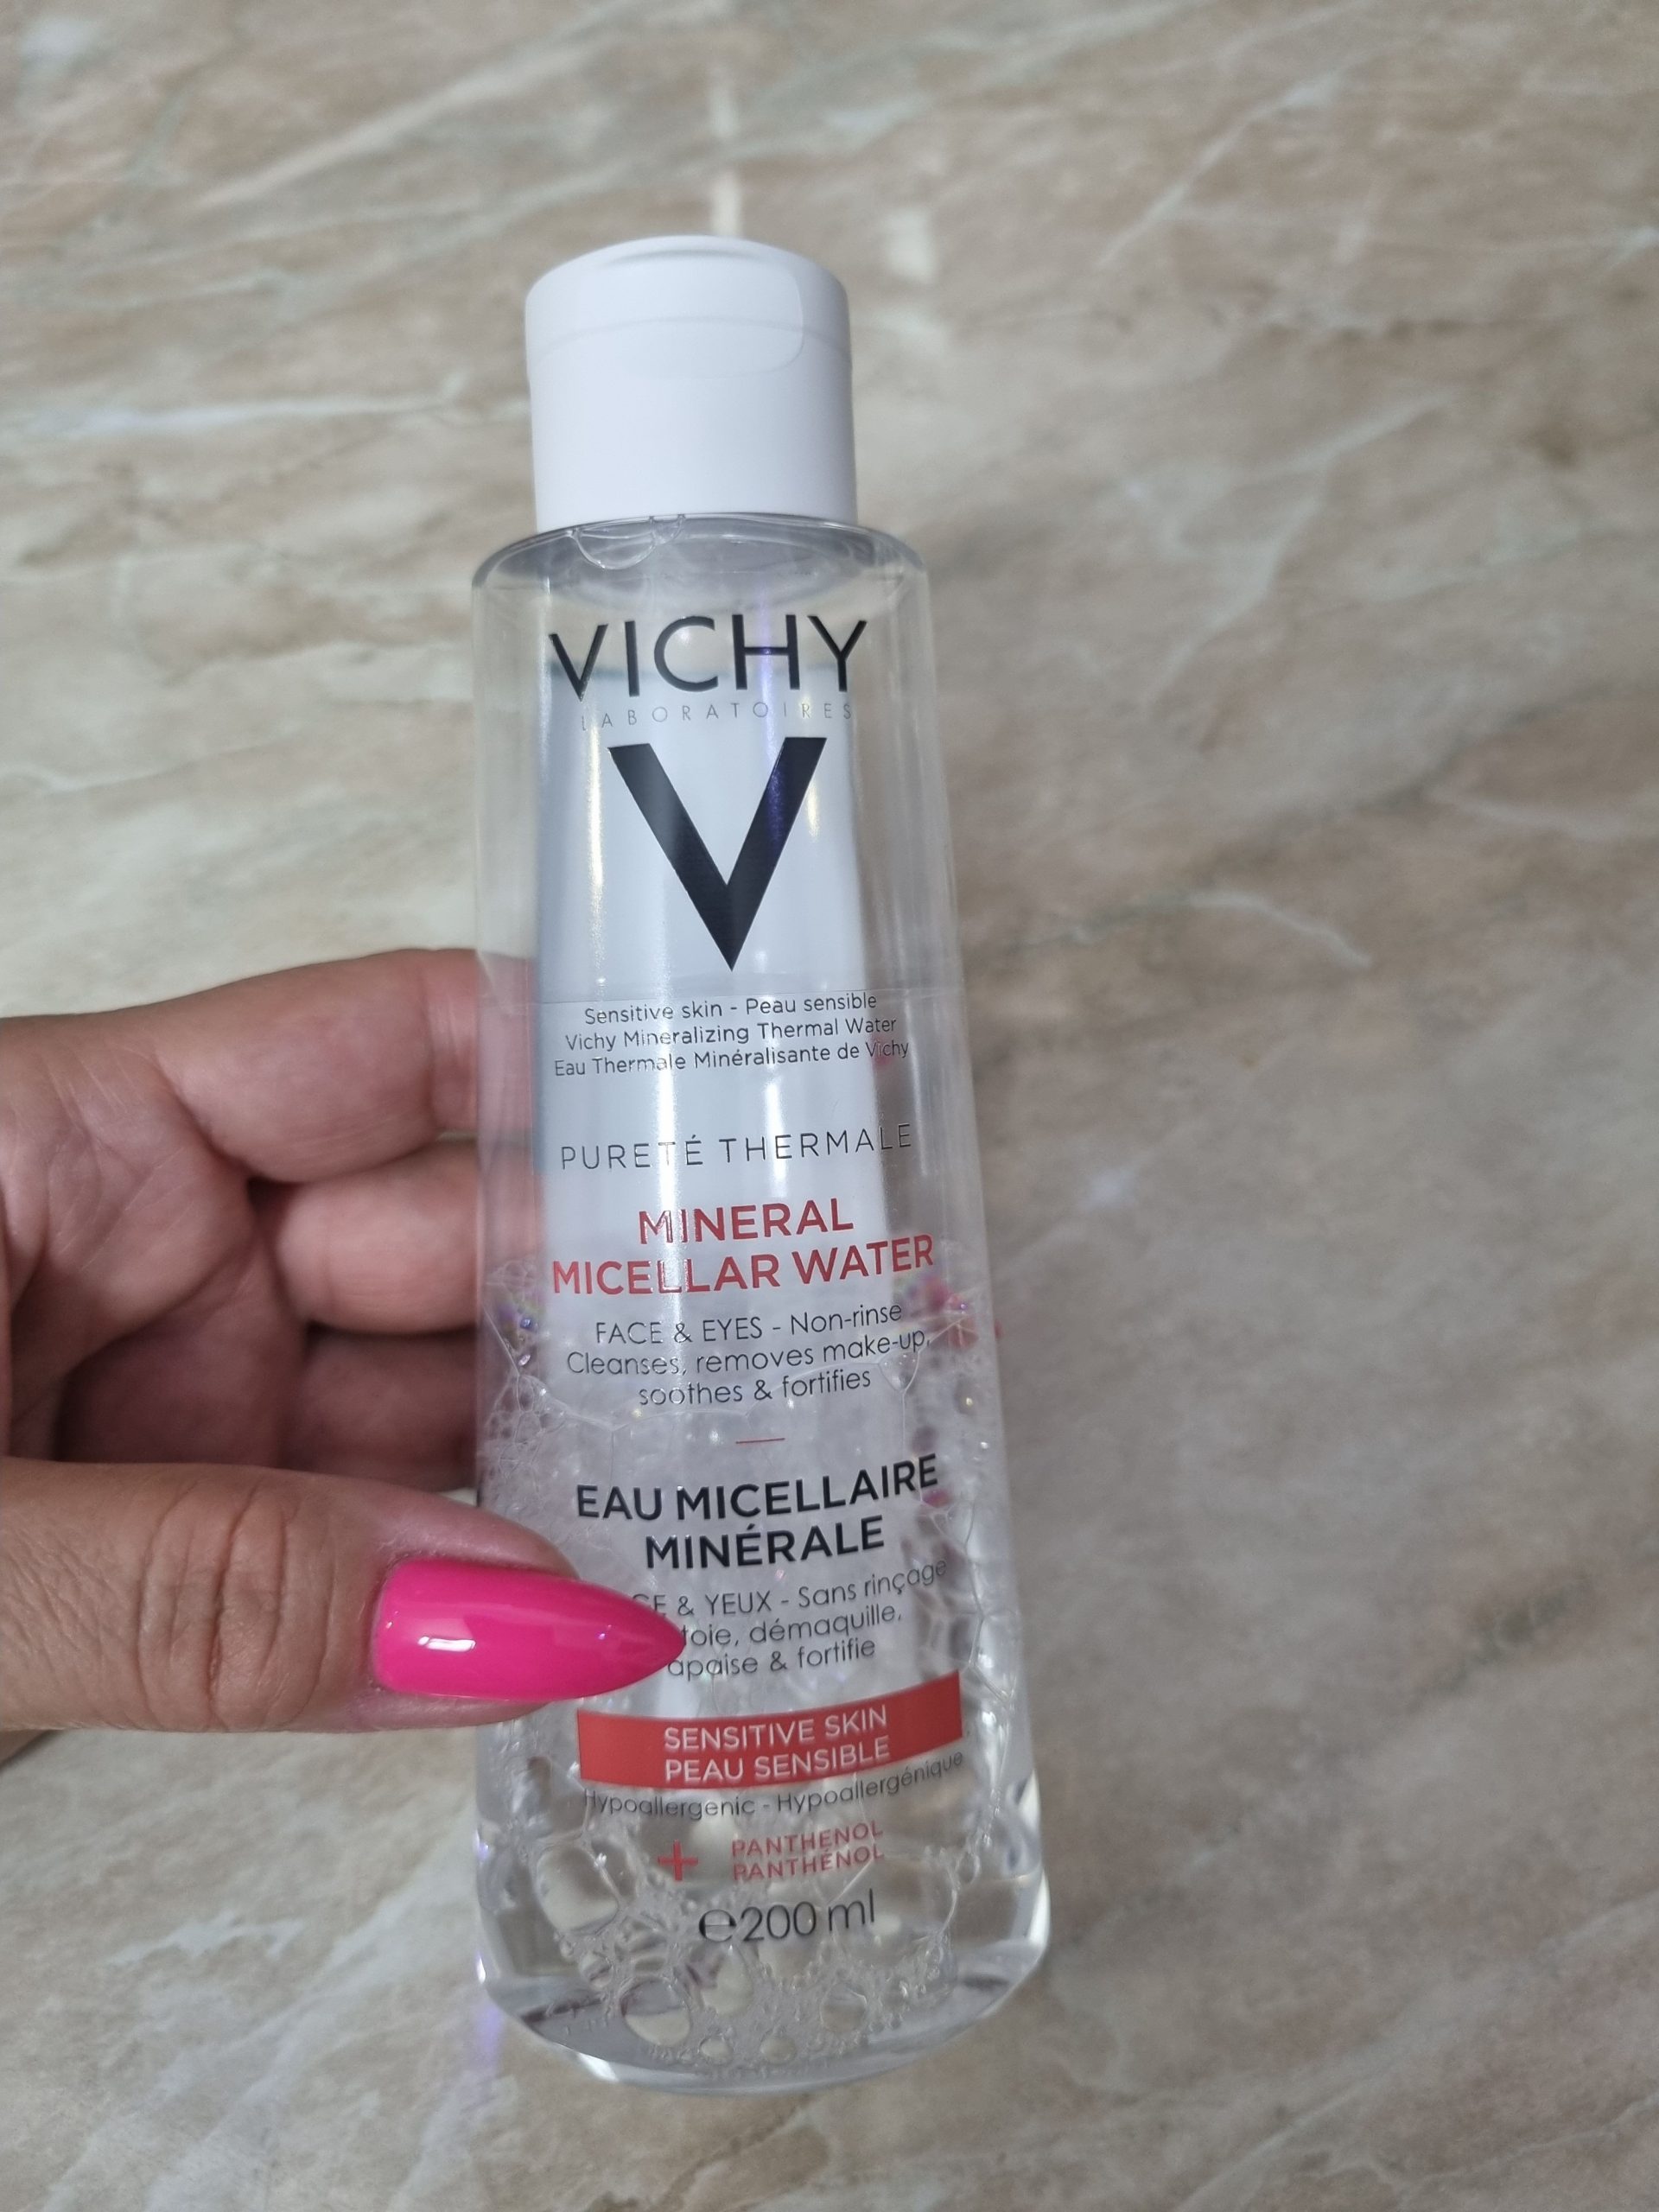 VICHY
LABORATOIRES
V
Sensitive skin - Peau sensible
Vichy Mineralizing Thermal Water
Eau Thermale Minéralisante de Vichy
PURETÉ THERMALE
MINERAL
MICELLAR WATER
FACE & EYES - Non-rinse
Cleanses, removes make-up,
soothes & fortifies
EAU MICELLAIRE
MINÉRALE
& YEUX - Sans rinçage
démaquille,
apaise & fortifie
SENSITIVE SKIN
PEAU SENSIBLE
Hypoallergenic - Hypoallergénique
+ PANTHENOL
PANTHÉNOL
℮200 ml